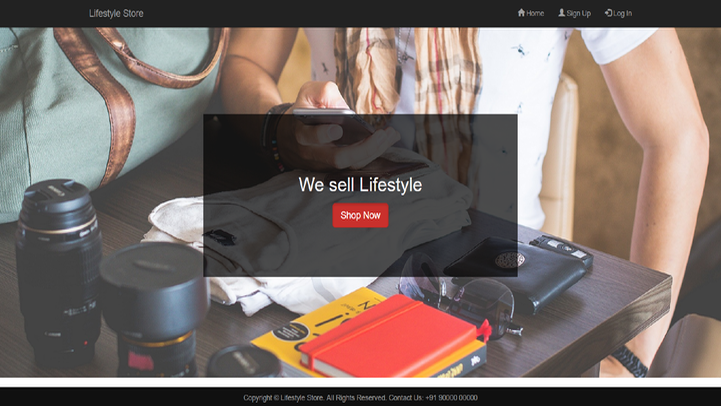 Lifestyle Store
Home Sign Up Log In
We sell Lifestyle
Shop Now
Copyright © Lifestyle Store. All Rights Reserved. Contact Us: +91 90000 00000